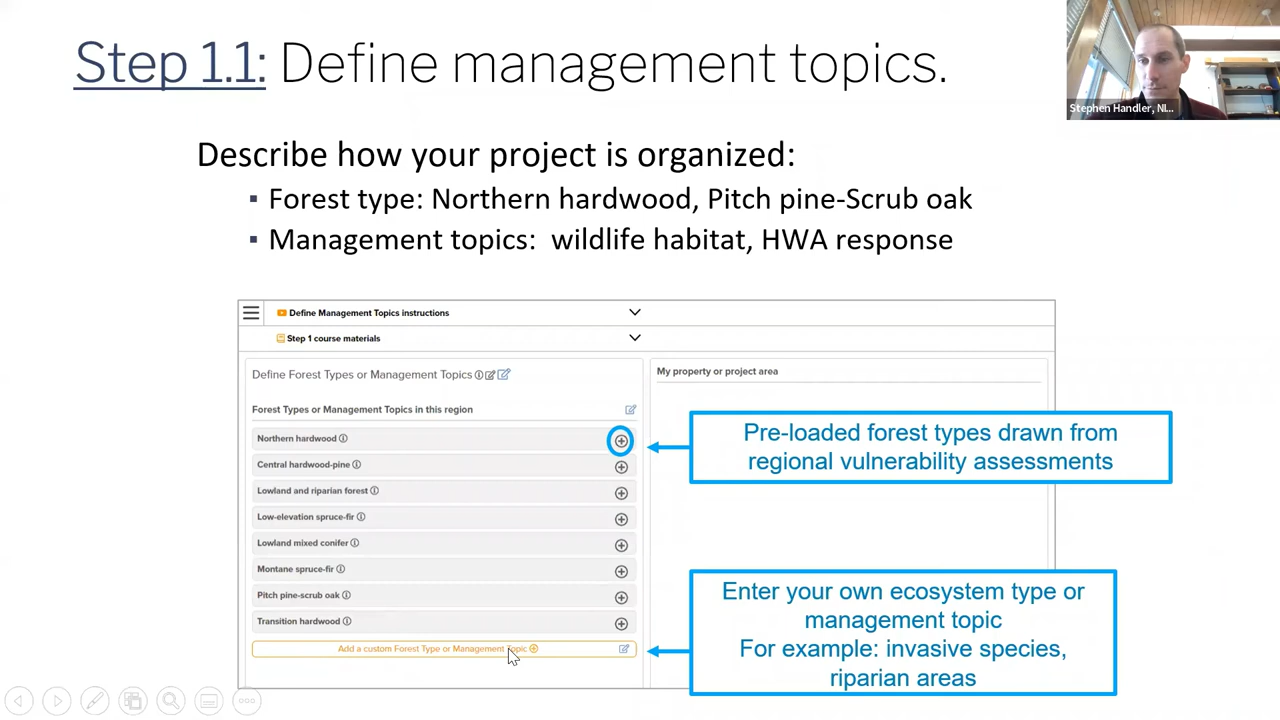 Step 1.1: Define management topics.
Stephen Handler, NI...
Describe how your project is organized:
▪ Forest type: Northern hardwood, Pitch pine-Scrub oak
▪ Management topics: wildlife habitat, HWA response
Define Management Topics instructions
Step 1 course materials
Define Forest Types or Management Topics
My property or project area
Forest Types or Management Topics in this region
Northern hardwood
Central hardwood-pine
Lowland and riparian forest
Low-elevation spruce-fir
Lowland mixed conifer
Montane spruce-fir
Pitch pine-scrub oak
Transition hardwood
Add a custom Forest Type or Management Topic
Pre-loaded forest types drawn from
regional vulnerability assessments
Enter your own ecosystem type or
management topic
For example: invasive species,
riparian areas